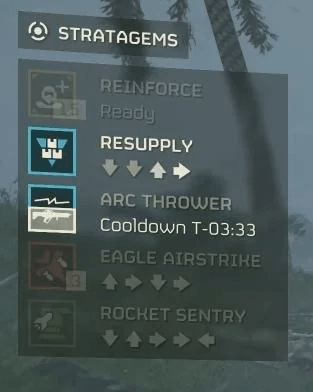 STRATAGEMS
REINFORCE
Ready
RESUPPLY
ARC THROWER
Cooldown T-03:33
EAGLE AIRSTRIKE
3
ROCKET SENTRY